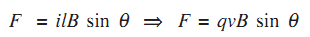 F = ilB sin θ ⇒ F = qvB sin θ